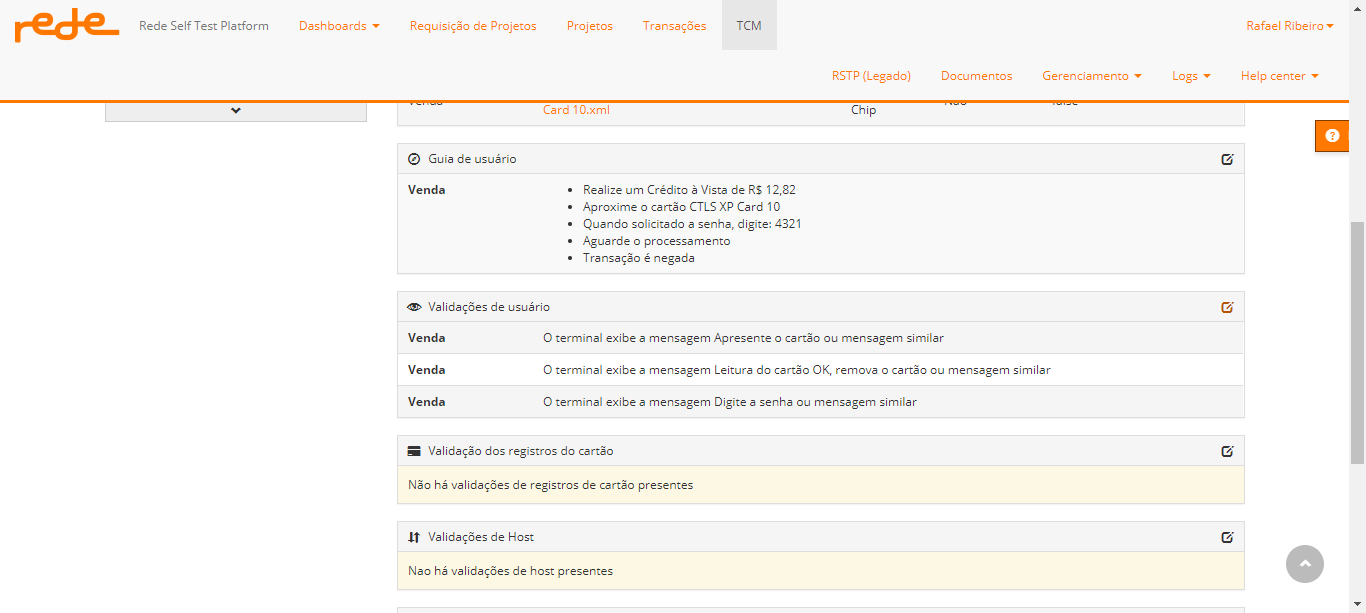 rede Rede Self Test Platform Dashboards Requisição de Projetos Projetos Transações TCM Rafael Ribeiro
RSTP (Legado) Documentos Gerenciamento Logs Help center
Venda Não false
Card 10.xml Chip
Guia de usuário
Venda
Realize um Crédito à Vista de R$ 12,82
Aproxime o cartão CTLS XP Card 10
Quando solicitado a senha, digite: 4321
Aguarde o processamento
Transação é negada
Validações de usuário
Venda O terminal exibe a mensagem Apresente o cartão ou mensagem similar
Venda O terminal exibe a mensagem Leitura do cartão OK, remova o cartão ou mensagem similar
Venda O terminal exibe a mensagem Digite a senha ou mensagem similar
Validação dos registros do cartão
Não há validações de registros de cartão presentes
Validações de Host
Nao há validações de host presentes